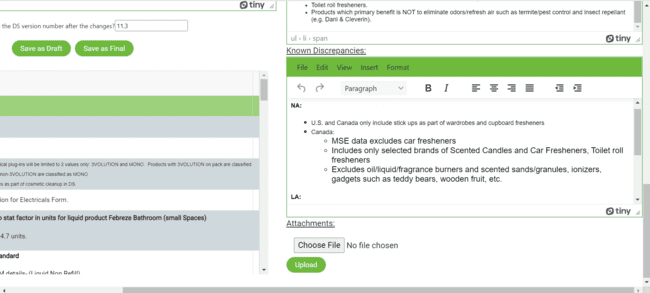 tiny
the DS version number after the changes? 11.3
Save as Draft Save as Final
plug-ins will be limited to 2 values only: 3VOLUTION and MONO. Products with 3VOLUTION on pack are classified
non-3VOLUTION are classified as MONO
as part of cosmetic cleanup in DS.
ion for Electricals Form.
stat factor in units for liquid product Febreze Bathroom (small Spaces)
4.7 units.
andard
M details- (Liquid Non Refill)
Toilet roll fresheners.
Products which primary benefit is NOT to eliminate odors/refresh air such as termite/pest control and insect repellant
(e.g. Dani & Cleverin).
ul › li › span
tiny
Known Discrepancies:
File Edit View Insert Format
Paragraph B I
NA:
U.S. and Canada only include stick ups as part of wardrobes and cupboard fresheners
Canada:
MSE data excludes car fresheners
Includes only selected brands of Scented Candles and Car Fresheners, Toilet roll
fresheners
Excludes oil/liquid/fragrance burners and scented sands/granules, ionizers,
gadgets such as teddy bears, wooden fruit, etc.
LA:
tiny
Attachments:
Choose File No file chosen
Upload